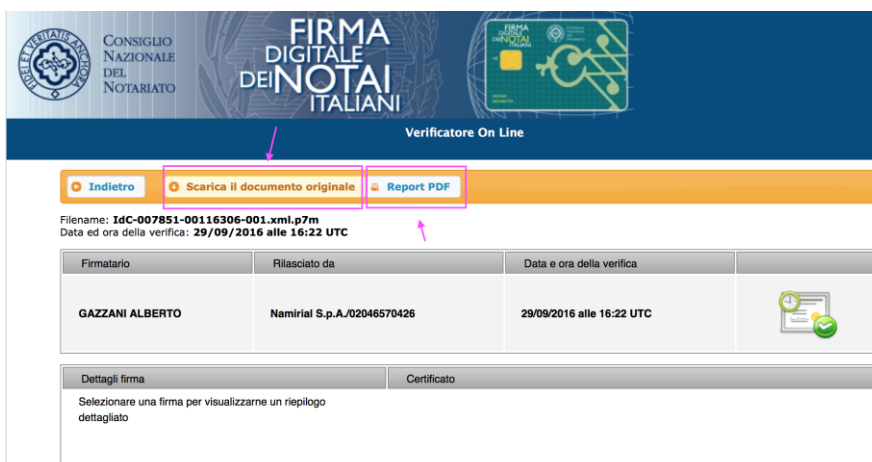 CONSIGLIO
NAZIONALE
DEL
NOTARIATO
FIRMA
DIGITALE
DEI NOTAI
ITALIANI
Verificatore On Line
Indietro
Scarica il documento originale
Report PDF
Filename: IdC-007851-00116306-001.xml.p7m
Data ed ora della verifica: 29/09/2016 alle 16:22 UTC
Firmatario
Rilasciato da
Data e ora della verifica
GAZZANI ALBERTO
Namirial S.p.A./02046570426
29/09/2016 alle 16:22 UTC
Dettagli firma
Certificato
Selezionare una firma per visualizzarne un riepilogo
dettagliato